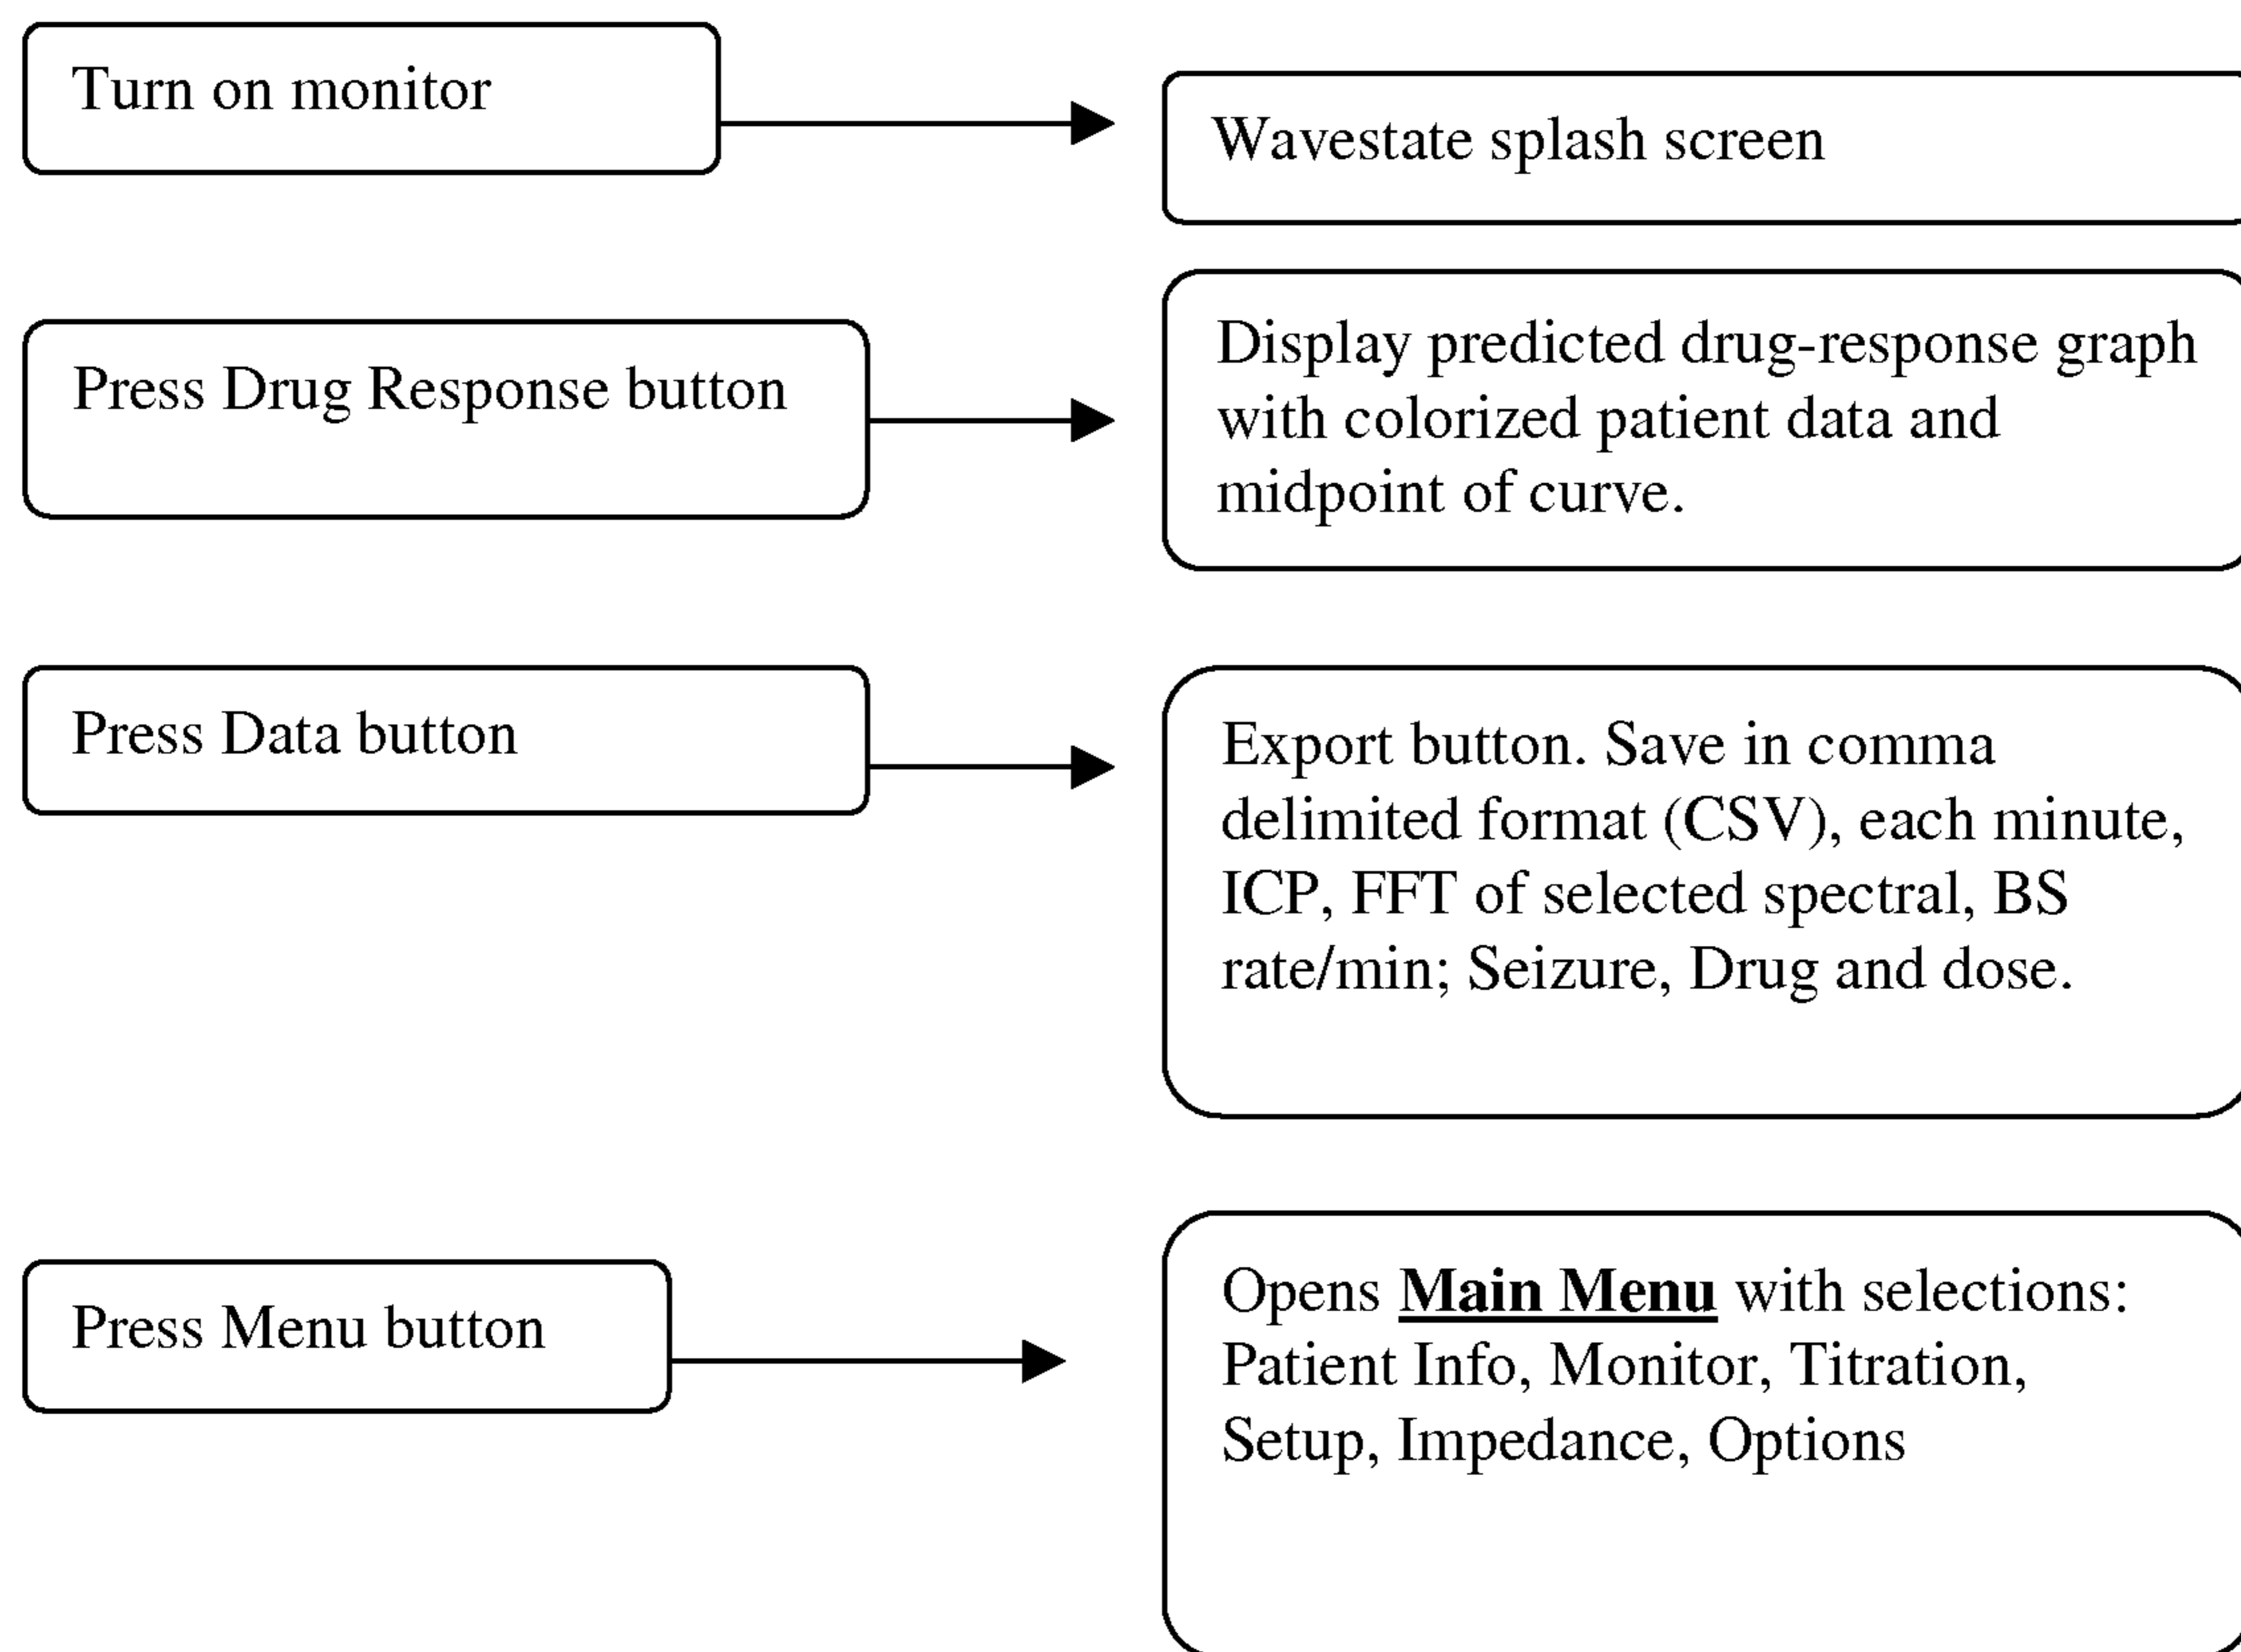 Turn on monitor
Wavestate splash screen
Press Drug Response button
Display predicted drug-response graph
with colorized patient data and
midpoint of curve.
Press Data button
Export button. Save in comma
delimited format (CSV), each minute,
ICP, FFT of selected spectral, BS
rate/min; Seizure, Drug and dose.
Press Menu button
Opens Main Menu with selections:
Patient Info, Monitor, Titration,
Setup, Impedance, Options